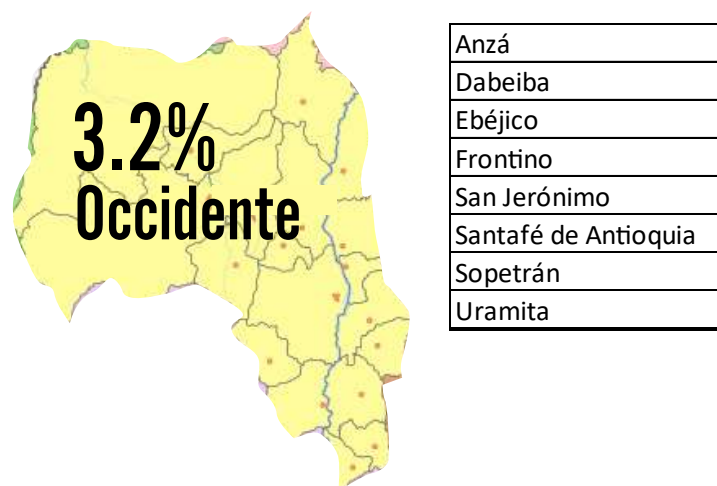 3.2%
Occidente
Anzá
Dabeiba
Ebéjico
Frontino
San Jerónimo
Santafé de Antioquia
Sopetrán
Uramita